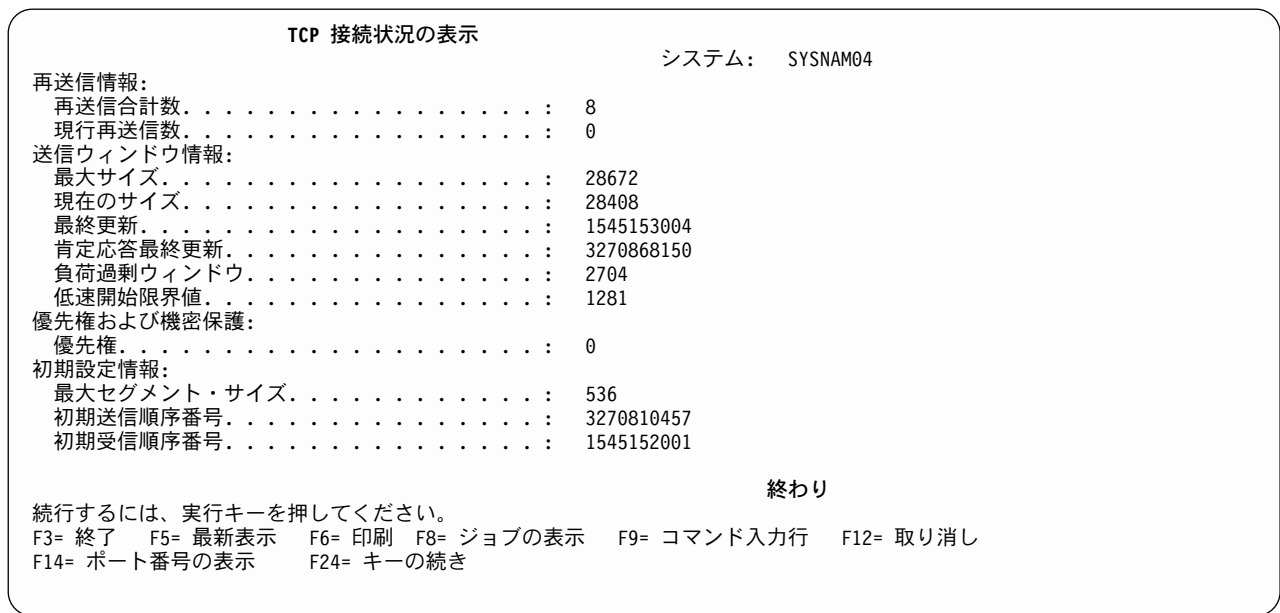 TCP 接続状況の表示
システム: SYSNAM04
再送信情報:
再送信合計数. . . . . . . . . . . . . . . . . . : 8
現行再送信数. . . . . . . . . . . . . . . . . . : 0
送信ウィンドウ情報:
最大サイズ. . . . . . . . . . . . . . . . . . . : 28672
現在のサイズ. . . . . . . . . . . . . . . . . . : 28408
最終更新. . . . . . . . . . . . . . . . . . . . : 1545153004
肯定応答最終更新. . . . . . . . . . . . . . . . : 3270868150
負荷過剰ウィンドウ. . . . . . . . . . . . . . . : 2704
低速開始限界値. . . . . . . . . . . . . . . . . : 1281
優先権および機密保護:
優先権. . . . . . . . . . . . . . . . . . . . . : 0
初期設定情報:
最大セグメント・サイズ. . . . . . . . . . . . . : 536
初期送信順序番号. . . . . . . . . . . . . . . . : 3270810457
初期受信順序番号. . . . . . . . . . . . . . . . : 1545152001
終わり
続行するには、実行キーを押してください。
F3= 終了 F5= 最新表示 F6= 印刷 F8= ジョブの表示 F9= コマンド入力行 F12= 取り消し
F14= ポート番号の表示 F24= キーの続き